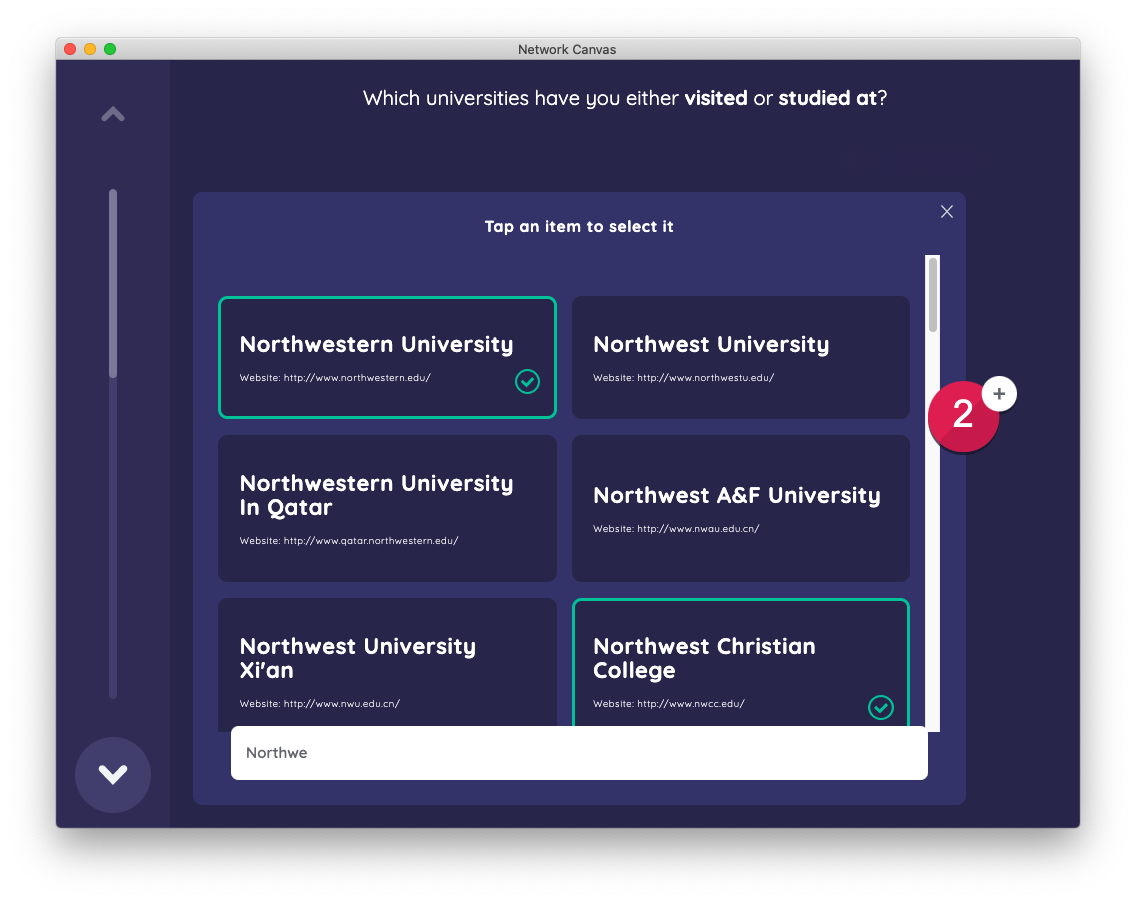 Network Canvas
Which universities have you either visited or studied at?
Tap an item to select it
Northwestern University
Website: http://www.northwestern.edu/
Northwest University
Website: http://www.northwestu.edu/
2
+
Northwestern University
In Qatar
Website: http://www.qatar.northwestern.edu/
Northwest A&F University
Website: http://www.nwau.edu.cn/
Northwest University
Xi'an
Website: http://www.nwu.edu.cn/
Northwest Christian
College
Website: http://www.nwcc.edu/
Northwe